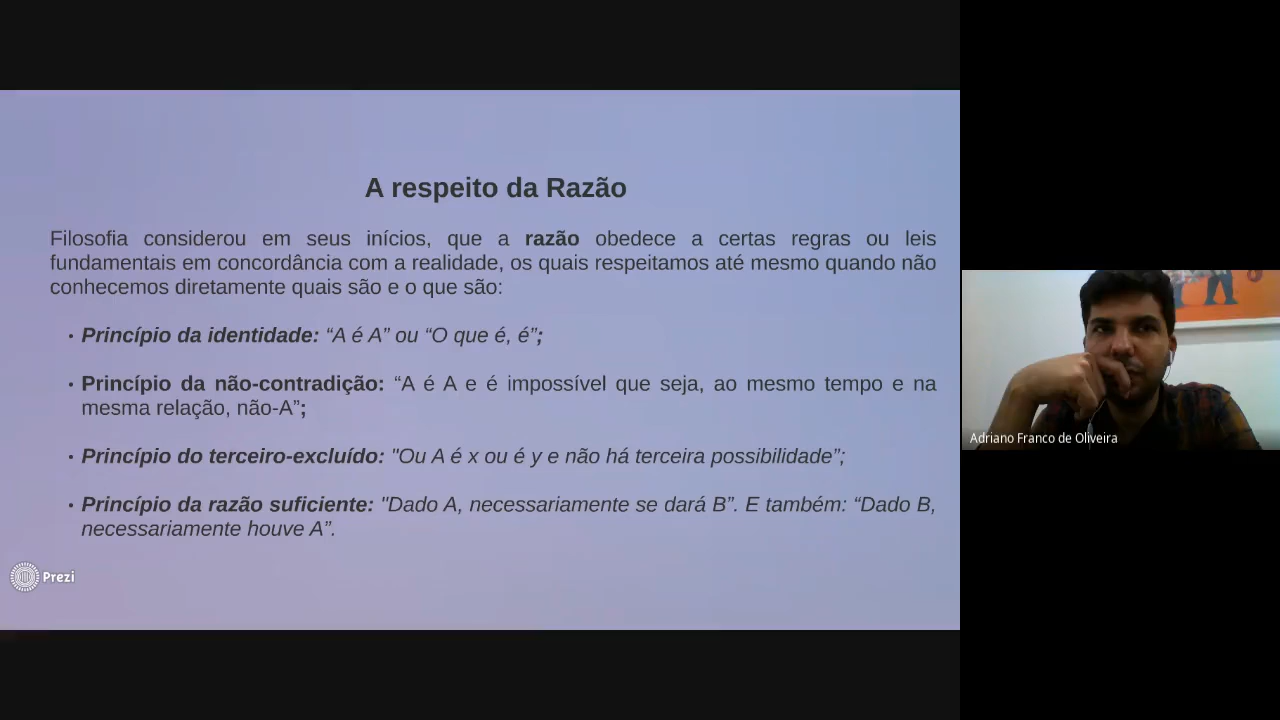 A respeito da Razão
Filosofia considerou em seus inícios, que a razão obedece a certas regras ou leis
fundamentais em concordância com a realidade, os quais respeitamos até mesmo quando não
conhecemos diretamente quais são e o que são:
• Princípio da identidade: “A é A” ou “O que é, é”;
• Princípio da não-contradição: “A é A e é impossível que seja, ao mesmo tempo e na
mesma relação, não-A”;
• Princípio do terceiro-excluído: "Ou A é x ou é y e não há terceira possibilidade”;
• Princípio da razão suficiente: "Dado A, necessariamente se dará B”. E também: “Dado B,
necessariamente houve A”.
Prezi
Adriano Franco de Oliveira